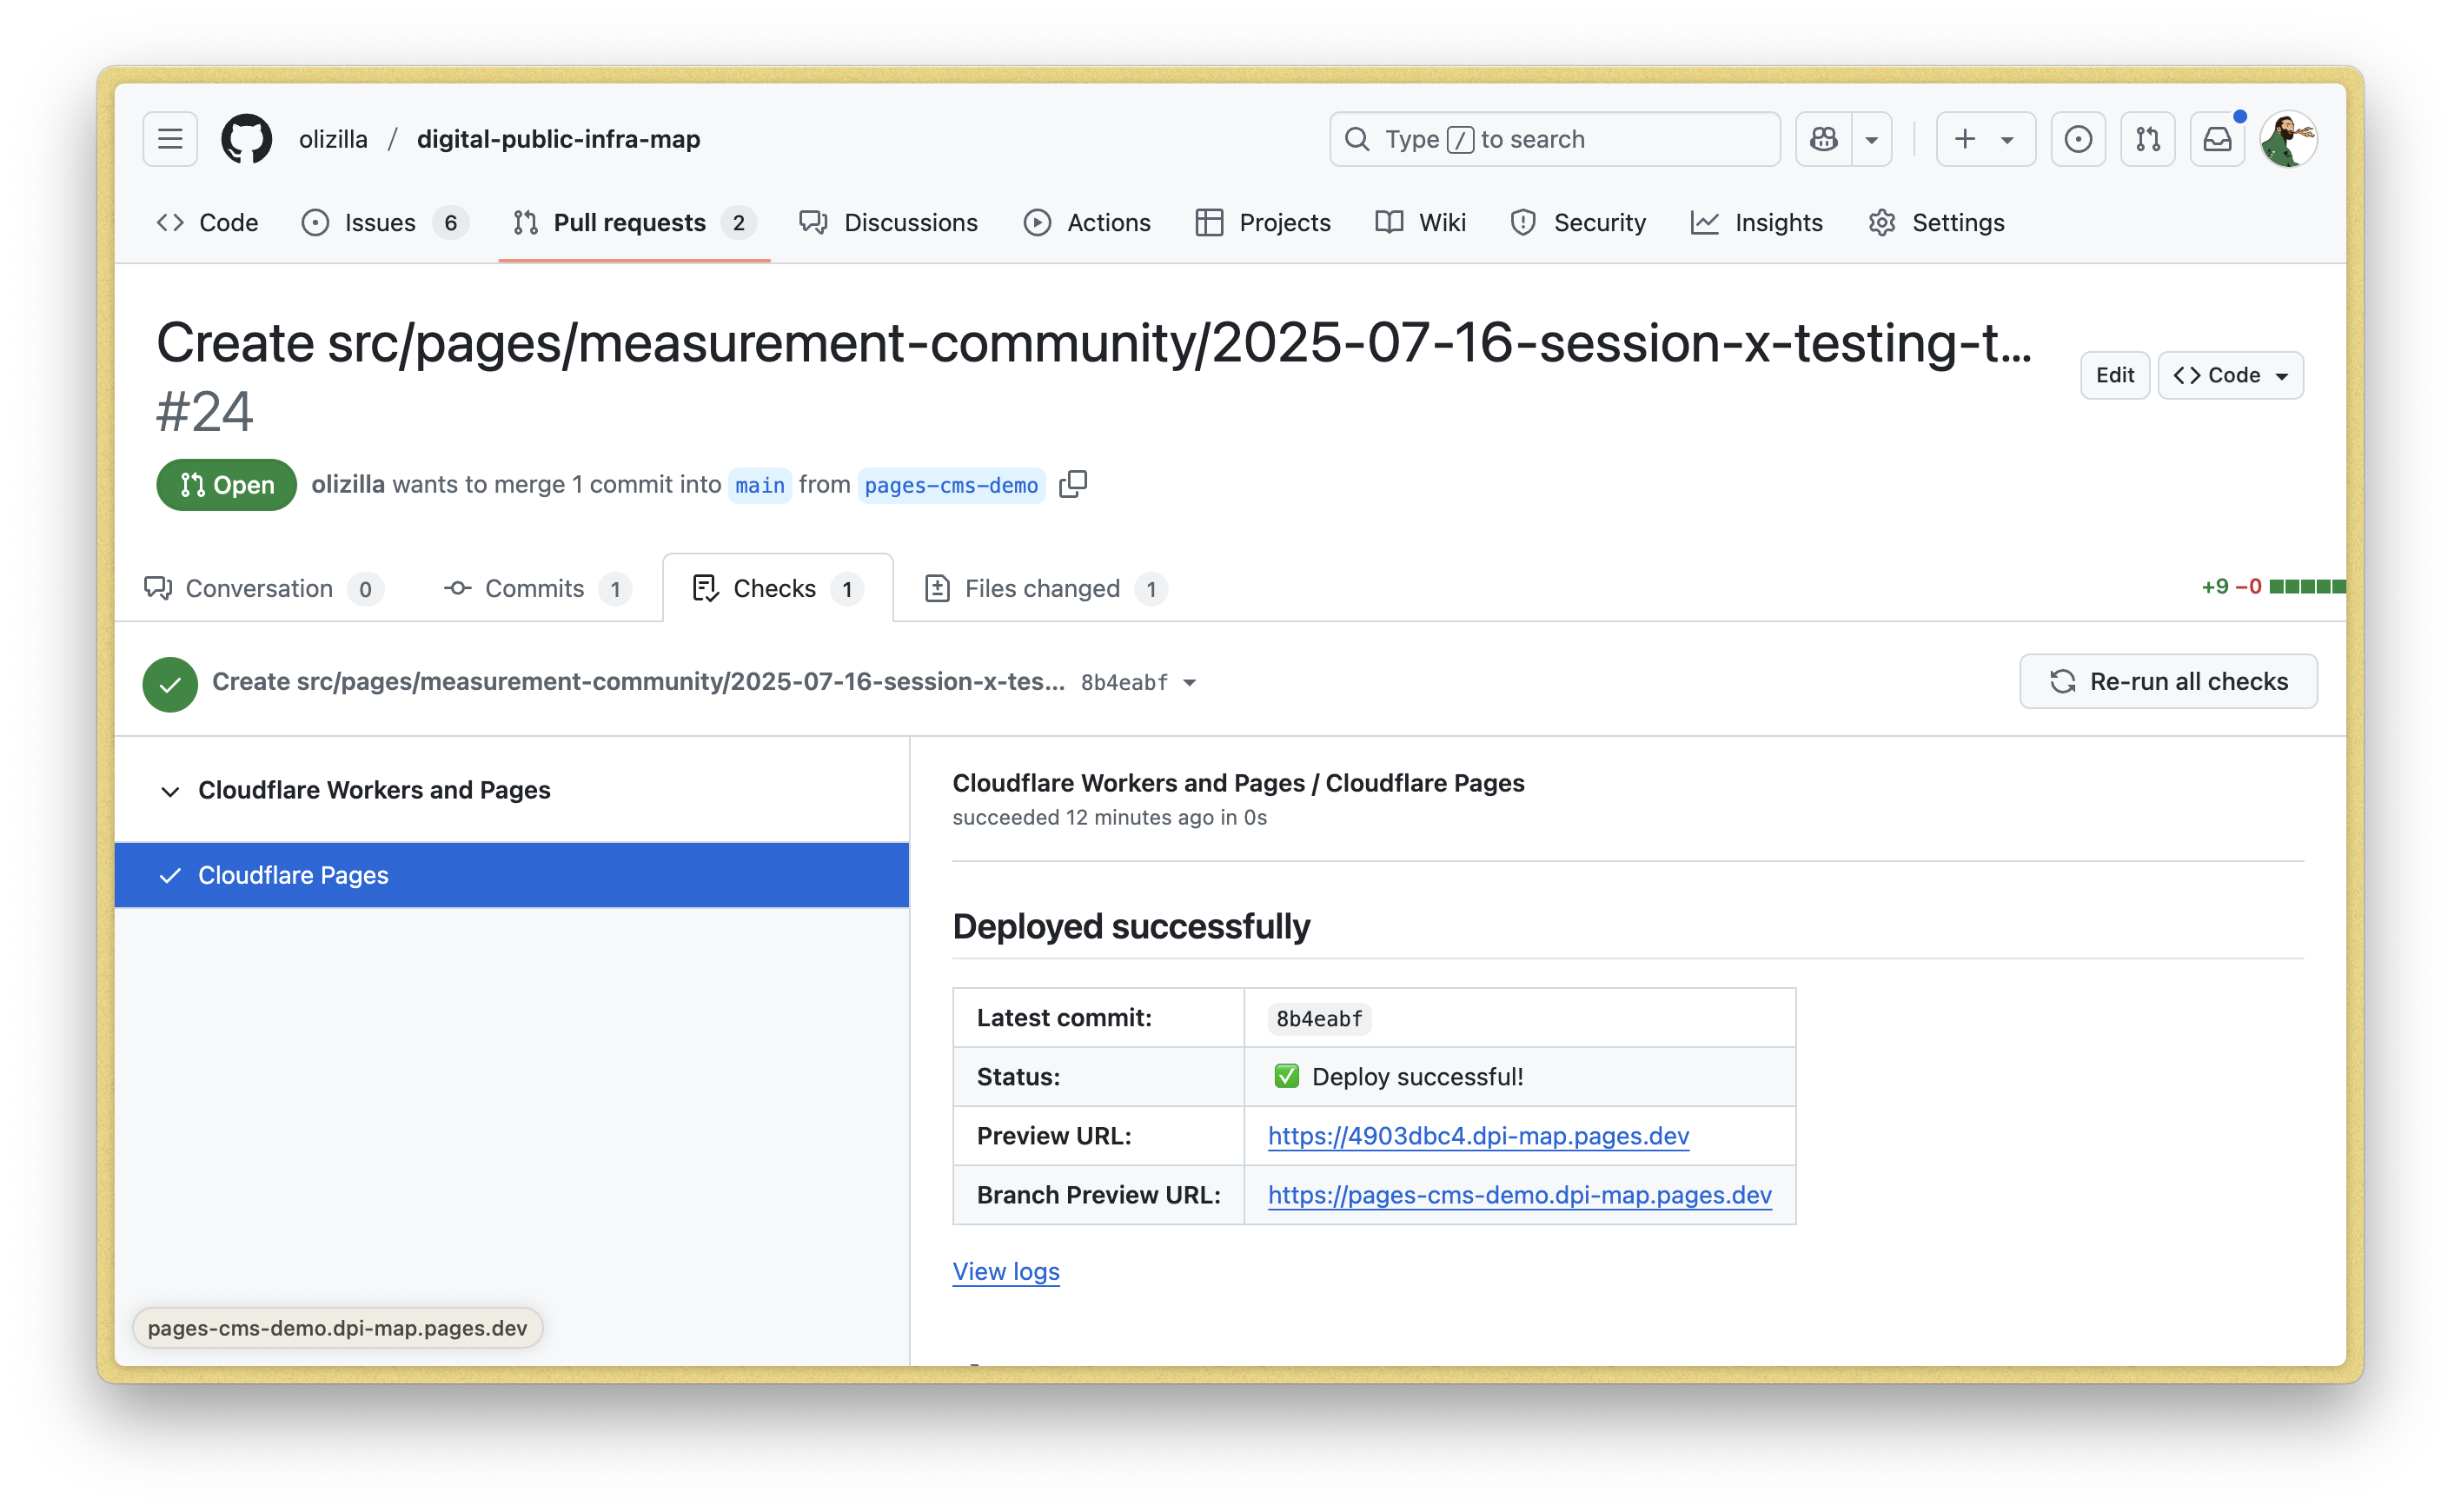 olizilla / digital-public-infra-map
Type / to search
Code
Issues 6
Pull requests 2
Discussions
Actions
Projects
Wiki
Security
Insights
Settings
Create src/pages/measurement-community/2025-07-16-session-x-testing-t...
#24
Edit
Code
Open
olizilla wants to merge 1 commit into main from pages-cms-demo
Conversation 0
Commits 1
Checks 1
Files changed 1
+9 −0
Create src/pages/measurement-community/2025-07-16-session-x-tes... 8b4eabf
Re-run all checks
Cloudflare Workers and Pages
Cloudflare Pages
Cloudflare Workers and Pages / Cloudflare Pages
succeeded 12 minutes ago in 0s
Deployed successfully
Latest commit: 8b4eabf
Status: ✅ Deploy successful!
Preview URL: https://4903dbc4.dpi-map.pages.dev
Branch Preview URL: https://pages-cms-demo.dpi-map.pages.dev
View logs
pages-cms-demo.dpi-map.pages.dev